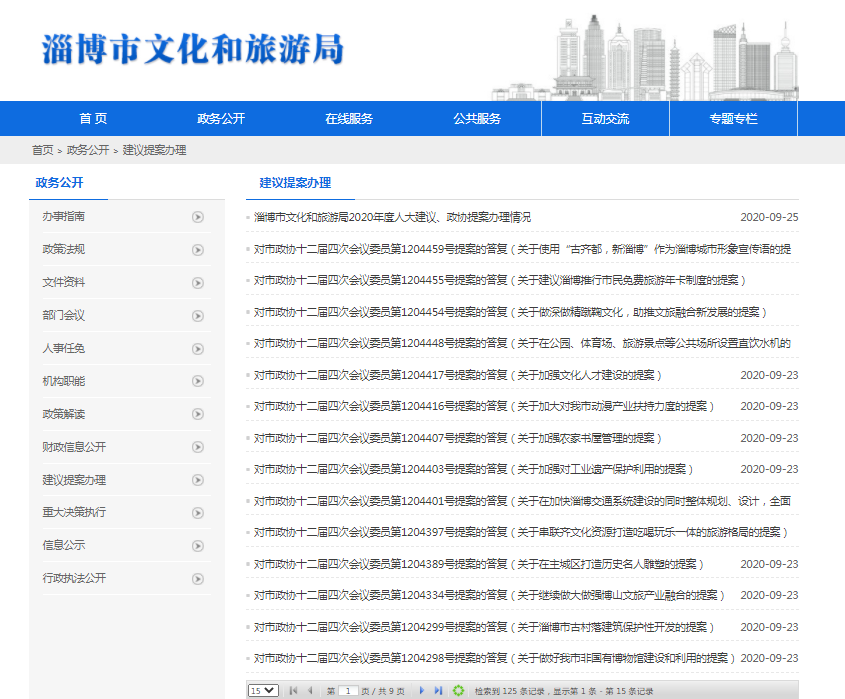 淄博市文化和旅游局
首 页 政务公开 在线服务 公共服务 互动交流 专题专栏
首页 > 政务公开 > 建议提案办理
政务公开
办事指南
政策法规
文件资料
部门会议
人事任免
机构职能
政策解读
财政信息公开
建议提案办理
重大决策执行
信息公示
行政执法公开
建议提案办理
淄博市文化和旅游局2020年度人大建议、政协提案办理情况 2020-09-25
对市政协十二届四次会议委员第1204459号提案的答复（关于使用“古齐都，新淄博”作为淄博城市形象宣传语的提
对市政协十二届四次会议委员第1204455号提案的答复（关于建议淄博推行市民免费旅游年卡制度的提案）
对市政协十二届四次会议委员第1204454号提案的答复（关于做深做精蹴鞠文化，助推文旅融合新发展的提案）
对市政协十二届四次会议委员第1204448号提案的答复（关于在公园、体育场、旅游景点等公共场所设置直饮水机的
对市政协十二届四次会议委员第1204417号提案的答复（关于加强文化人才建设的提案） 2020-09-23
对市政协十二届四次会议委员第1204416号提案的答复（关于加大对我市动漫产业扶持力度的提案） 2020-09-23
对市政协十二届四次会议委员第1204407号提案的答复（关于加强农家书屋管理的提案） 2020-09-23
对市政协十二届四次会议委员第1204403号提案的答复（关于加强对工业遗产保护利用的提案） 2020-09-23
对市政协十二届四次会议委员第1204401号提案的答复（关于在加快淄博交通系统建设的同时整体规划、设计，全面
对市政协十二届四次会议委员第1204397号提案的答复（关于串联齐文化资源打造吃喝玩乐一体的旅游格局的提案）
对市政协十二届四次会议委员第1204389号提案的答复（关于在主城区打造历史名人雕塑的提案） 2020-09-23
对市政协十二届四次会议委员第1204334号提案的答复（关于继续做大做强博山文旅产业融合的提案） 2020-09-23
对市政协十二届四次会议委员第1204299号提案的答复（关于淄博市古村落建筑保护性开发的提案） 2020-09-23
对市政协十二届四次会议委员第1204298号提案的答复（关于做好我市非国有博物馆建设和利用的提案） 2020-09-23
15 第 1 页 / 共 9 页 检索到 125 条记录，显示第 1 条 - 第 15 条记录